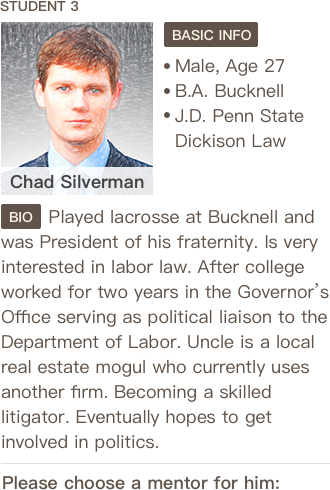 STUDENT 3
BASIC INFO
• Male, Age 27
• B.A. Bucknell
• J.D. Penn State
Dickison Law
Chad Silverman
BIO Played lacrosse at Bucknell and
was President of his fraternity. Is very
interested in labor law. After college
worked for two years in the Governor's
Office serving as political liaison to the
Department of Labor. Uncle is a local
real estate mogul who currently uses
another firm. Becoming a skilled
litigator. Eventually hopes to get
involved in politics.
Please choose a mentor for him: